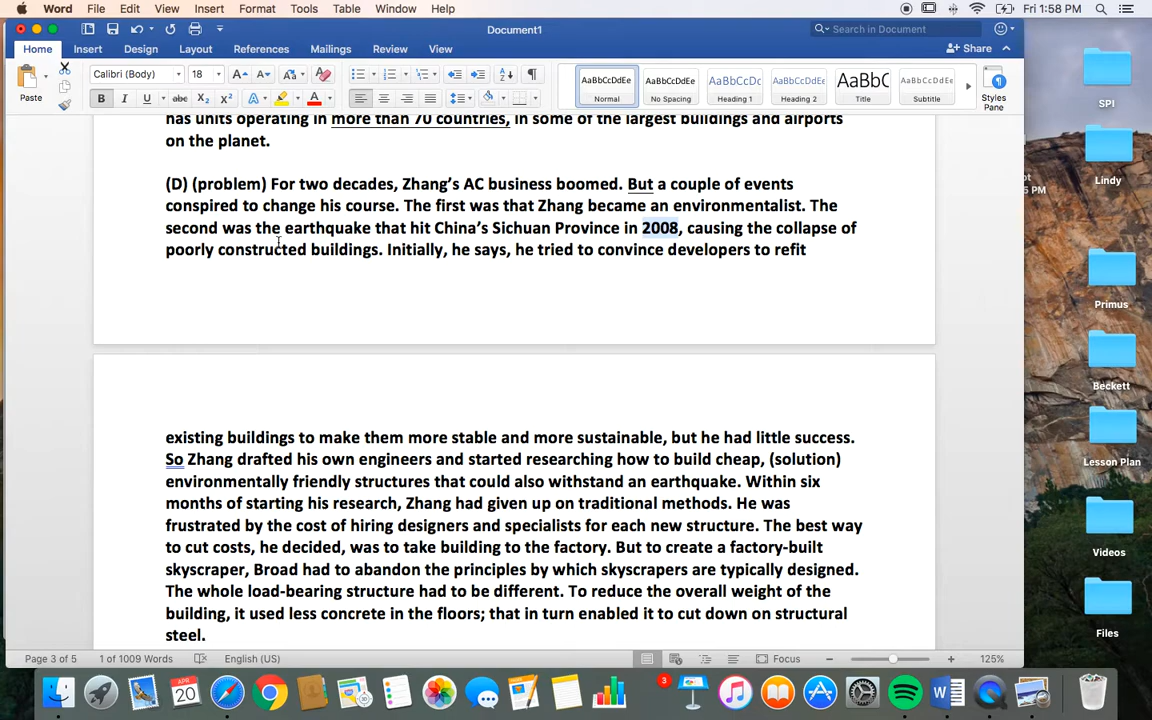 Word File Edit View Insert Format Tools Table Window Help Fri 1:58 PM
Document1 Search in Document
Home Insert Design Layout References Mailings Review View Share
Calibri (Body) 18
Paste
B I U abc X2 X2 A A
AaBbCcDdEe Normal
AaBbCcDdEe No Spacing
AaBbCcDc Heading 1
AaBbCcDdEe Heading 2
AaBbC Title
AaBbCcDdEe Subtitle
Styles Pane
has units operating in more than 70 countries, in some of the largest buildings and airports
on the planet.
(D) (problem) For two decades, Zhang’s AC business boomed. But a couple of events
conspired to change his course. The first was that Zhang became an environmentalist. The
second was the earthquake that hit China’s Sichuan Province in 2008, causing the collapse of
poorly constructed buildings. Initially, he says, he tried to convince developers to refit
existing buildings to make them more stable and more sustainable, but he had little success.
So Zhang drafted his own engineers and started researching how to build cheap, (solution)
environmentally friendly structures that could also withstand an earthquake. Within six
months of starting his research, Zhang had given up on traditional methods. He was
frustrated by the cost of hiring designers and specialists for each new structure. The best way
to cut costs, he decided, was to take building to the factory. But to create a factory-built
skyscraper, Broad had to abandon the principles by which skyscrapers are typically designed.
The whole load-bearing structure had to be different. To reduce the overall weight of the
building, it used less concrete in the floors; that in turn enabled it to cut down on structural
steel.
Page 3 of 5 1 of 1009 Words English (US) Focus 125%
SPI
5 PM
Lindy
Primus
Beckett
Lesson Plan
Videos
Files
APR
20
3